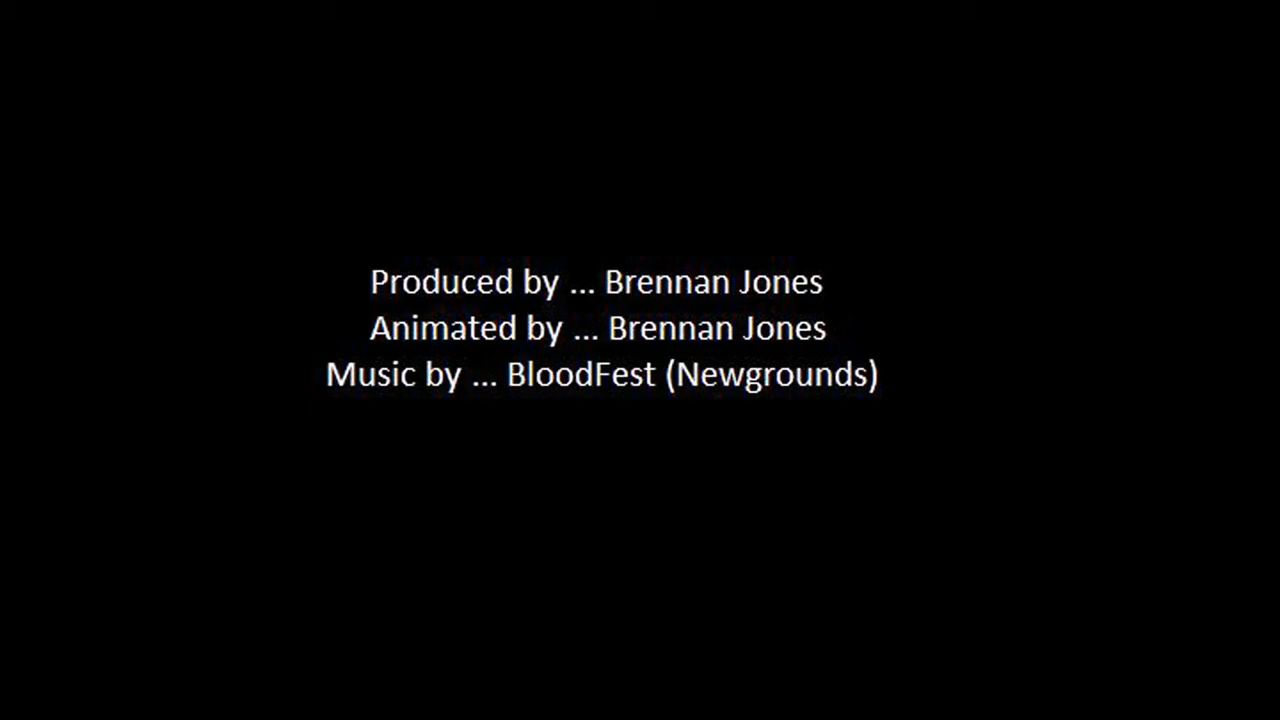 Produced by ... Brennan Jones
Animated by ... Brennan Jones
Music by ... BloodFest (Newgrounds)